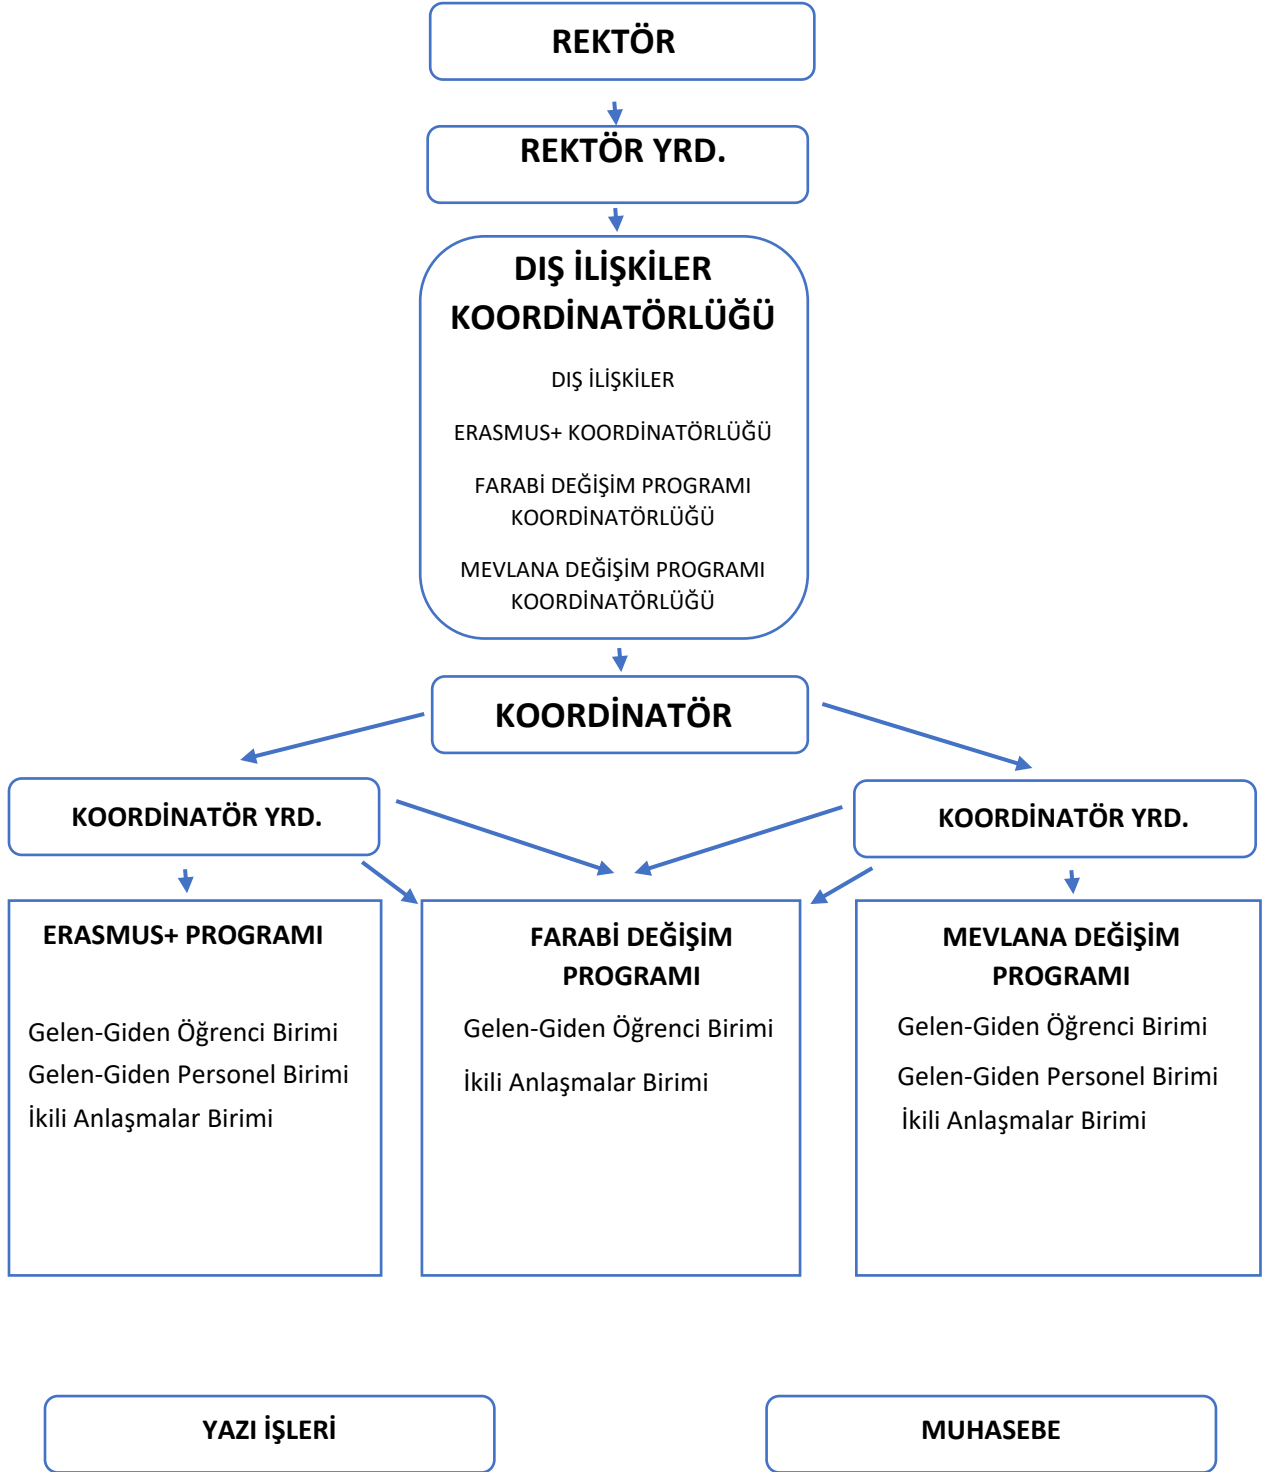 REKTÖR
REKTÖR YRD.
DIŞ İLİŞKİLER
KOORDİNATÖRLÜĞÜ
DIŞ İLİŞKİLER
ERASMUS+ KOORDİNATÖRLÜĞÜ
FARABİ DEĞİŞİM PROGRAMI
KOORDİNATÖRLÜĞÜ
MEVLANA DEĞİŞİM PROGRAMI
KOORDİNATÖRLÜĞÜ
KOORDİNATÖR
KOORDİNATÖR YRD.
KOORDİNATÖR YRD.
ERASMUS+ PROGRAMI
Gelen-Giden Öğrenci Birimi
Gelen-Giden Personel Birimi
İkili Anlaşmalar Birimi
FARABİ DEĞİŞİM
PROGRAMI
Gelen-Giden Öğrenci Birimi
İkili Anlaşmalar Birimi
MEVLANA DEĞİŞİM
PROGRAMI
Gelen-Giden Öğrenci Birimi
Gelen-Giden Personel Birimi
İkili Anlaşmalar Birimi
YAZI İŞLERİ
MUHASEBE